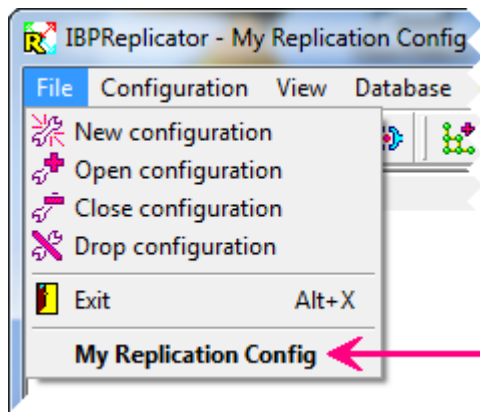 IBPReplicator - My Replication Config
File Configuration View Database
New configuration
Open configuration
Close configuration
Drop configuration
Exit Alt+X
My Replication Config